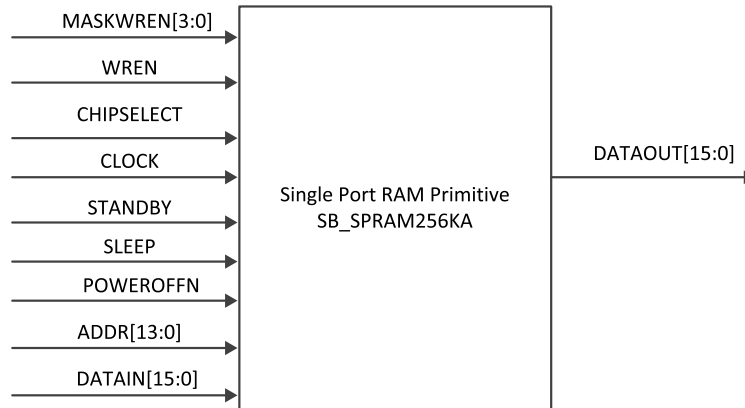 MASKWREN[3:0]
WREN
CHIPSELECT
CLOCK
STANDBY
SLEEP
POWEROFFN
ADDR[13:0]
DATAIN[15:0]
Single Port RAM Primitive
SB_SPRAM256KA
DATAOUT[15:0]